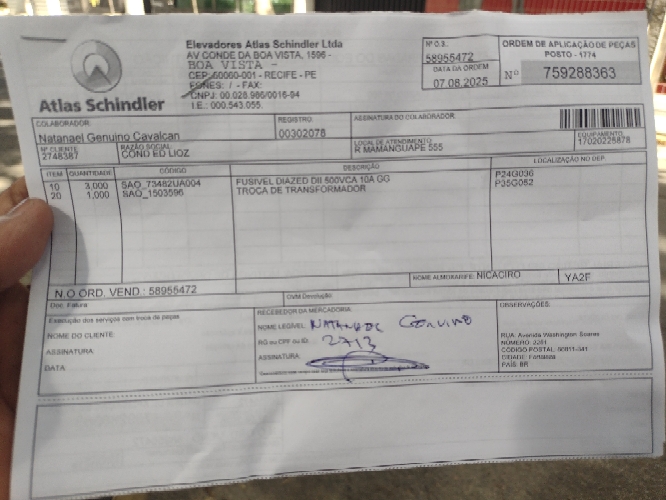 Atlas Schindler
Elevadores Atlas Schindler Ltda
AV CONDE DA BOA VISTA, 1596 -
BOA VISTA -
CEP: 50060-001 - RECIFE - PE
FONES: / - FAX:
CNPJ: 00.028.986/0016-94
I.E.: 000.543.055.
Nº O.S.
58955472
DATA DA ORDEM
07.08.2025
ORDEM DE APLICAÇÃO DE PEÇAS
POSTO - 1774
Nº 759288363
COLABORADOR:
Natanael Genuino Cavalcan
REGISTRO:
00302078
ASSINATURA DO COLABORADOR:
Nº CLIENTE
2748387
RAZÃO SOCIAL
COND ED LIOZ
LOCAL DE ATENDIMENTO
R MAMANGUAPE 555
EQUIPAMENTO:
17020225878
ITEM QUANTIDADE CÓDIGO DESCRIÇÃO LOCALIZAÇÃO NO DEP.
10 3,000 SAO_73482UA004 FUSIVEL DIAZED DII 500VCA 10A GG P24G036
20 1,000 SAO_1503596 TROCA DE TRANSFORMADOR P35G052
N.O ORD. VEND.: 58955472
NOME ALMOXARIFE: NICACIRO
YA2F
Doc. Fatura
OVM Devolução
Execução dos serviços com troca de peças
NOME DO CLIENTE:
ASSINATURA:
DATA:
RECEBEDOR DA MERCADORIA:
NOME LEGÍVEL: NATANAEL GENUINO
RG ou CPF ou ID: 2713
ASSINATURA:
OBSERVAÇÕES:
RUA: Avenida Washington Soares
CÓDIGO POSTAL:
PAÍS: BR